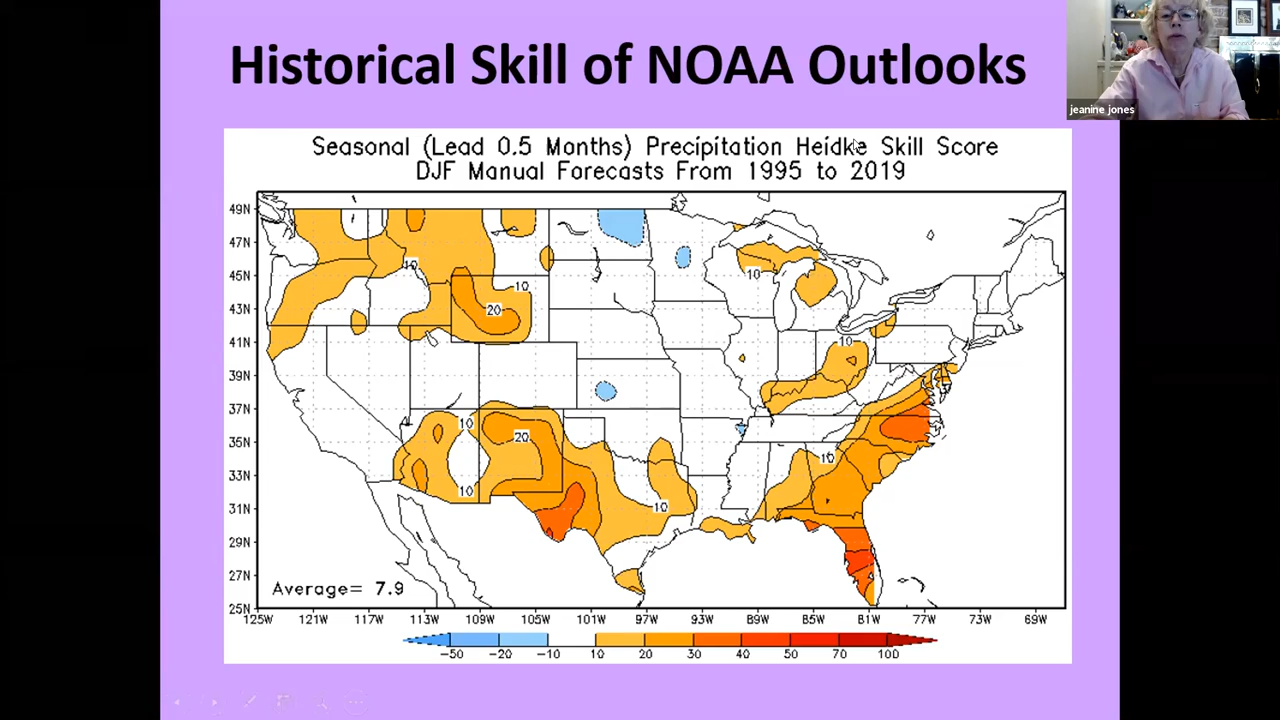 Historical Skill of NOAA Outlooks
jeanine jones
Seasonal (Lead 0.5 Months) Precipitation Heidke Skill Score
DJF Manual Forecasts From 1995 to 2019
49N
47N
45N
43N
41N
39N
37N
35N
33N
31N
29N
27N
25N
10
10
20
10
10
10
20
10
10
10
10
Average= 7.9
125W 121W 117W 113W 109W 105W 101W 97W 93W 89W 85W 81W 77W 73W 69W
-50 -20 -10 10 20 30 40 50 70 100